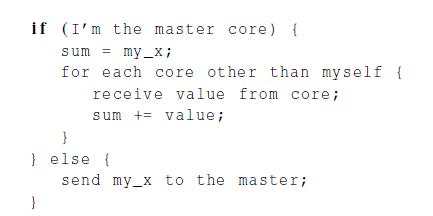 if (I'm the master core) {
sum = my_x;
for each core other than myself {
receive value from core;
sum += value;
}
} else {
send my_x to the master;
}